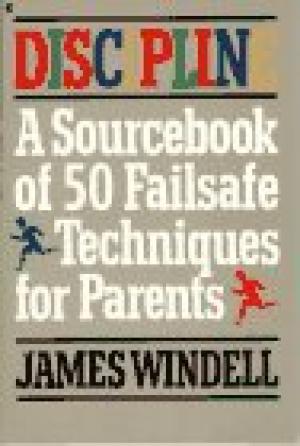 DISC PLIN
A Sourcebook
of 50 Failsafe
Techniques
for Parents
JAMES WINDELL